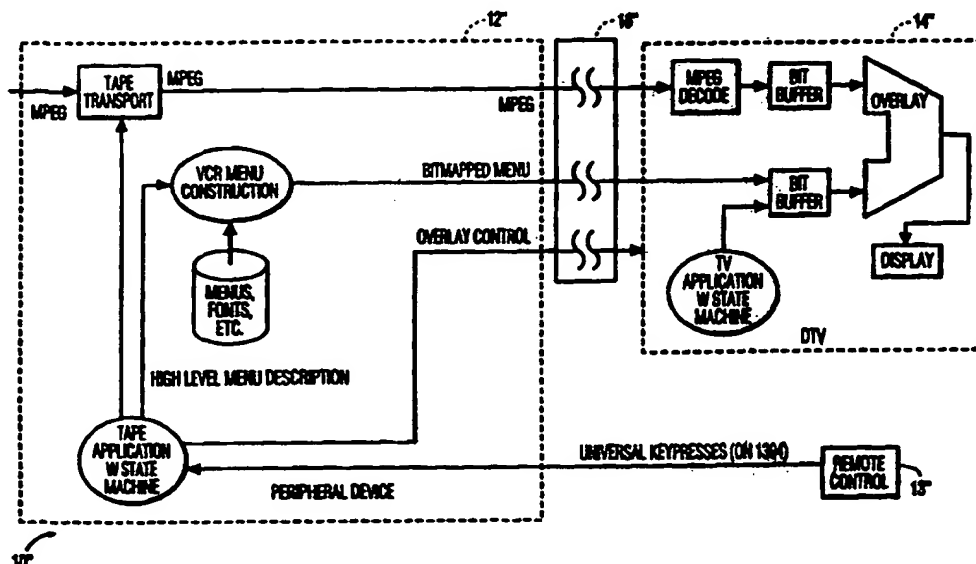 12"
16"
14"
TAPE
TRANSPORT
MPEG
MPEG
MPEG
MPEG
DECODE
BIT
BUFFER
OVERLAY
VCR MENU
CONSTRUCTION
BITMAPPED MENU
BIT
BUFFER
OVERLAY CONTROL
MENUS,
FONTS,
ETC.
TV
APPLICATION
W STATE
MACHINE
DISPLAY
DTV
HIGH LEVEL MENU DESCRIPTION
TAPE
APPLICATION
W STATE
MACHINE
UNIVERSAL KEYPRESSES (ON 1394)
REMOTE
CONTROL
13"
PERIPHERAL DEVICE
10"